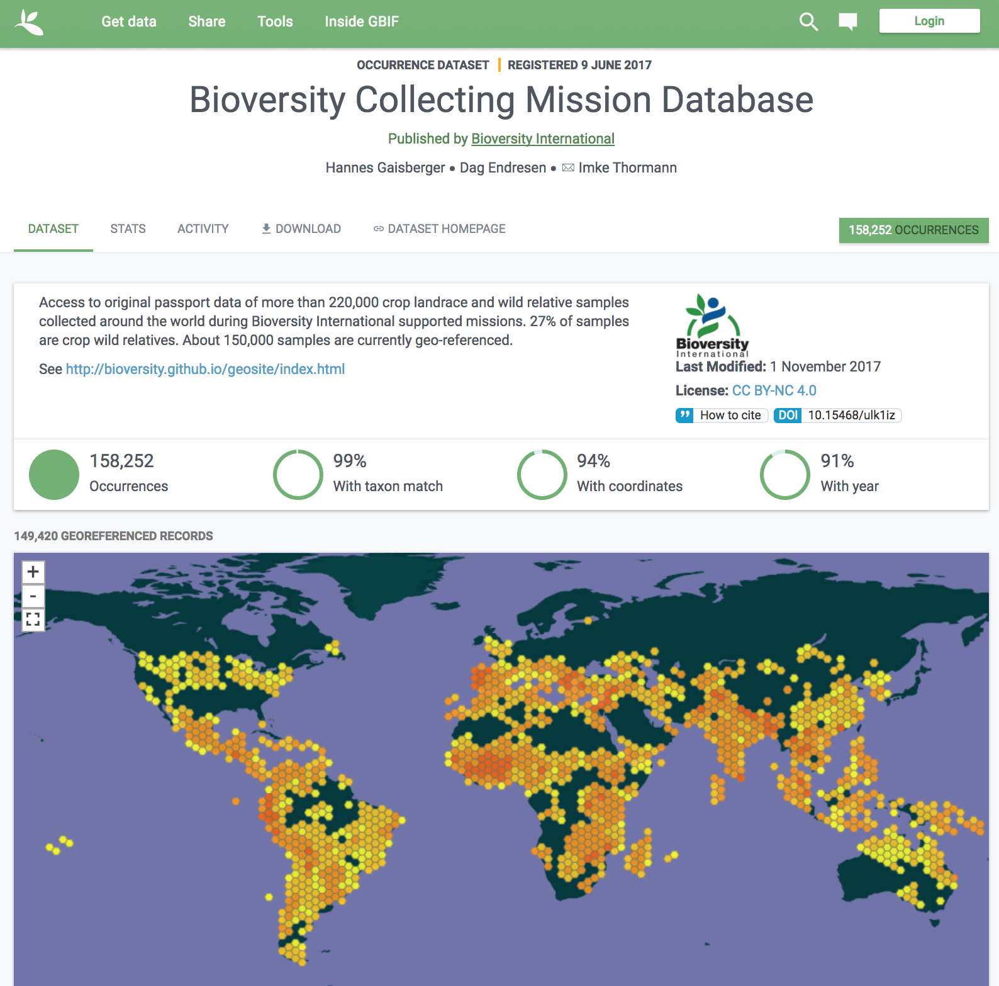 Get data Share Tools Inside GBIF Login
OCCURRENCE DATASET REGISTERED 9 JUNE 2017
Bioversity Collecting Mission Database
Published by Bioversity International
Hannes Gaisberger • Dag Endresen • Imke Thormann
DATASET STATS ACTIVITY DOWNLOAD DATASET HOMEPAGE 158,252 OCCURRENCES
Access to original passport data of more than 220,000 crop landrace and wild relative samples
collected around the world during Bioversity International supported missions. 27% of samples
are crop wild relatives. About 150,000 samples are currently geo-referenced.
See http://bioversity.github.io/geosite/index.html
Bioversity
International
Last Modified: 1 November 2017
License: CC BY-NC 4.0
” How to cite DOI 10.15468/ulk1iz
158,252
Occurrences
99%
With taxon match
94%
With coordinates
91%
With year
149,420 GEOREFERENCED RECORDS
+
-